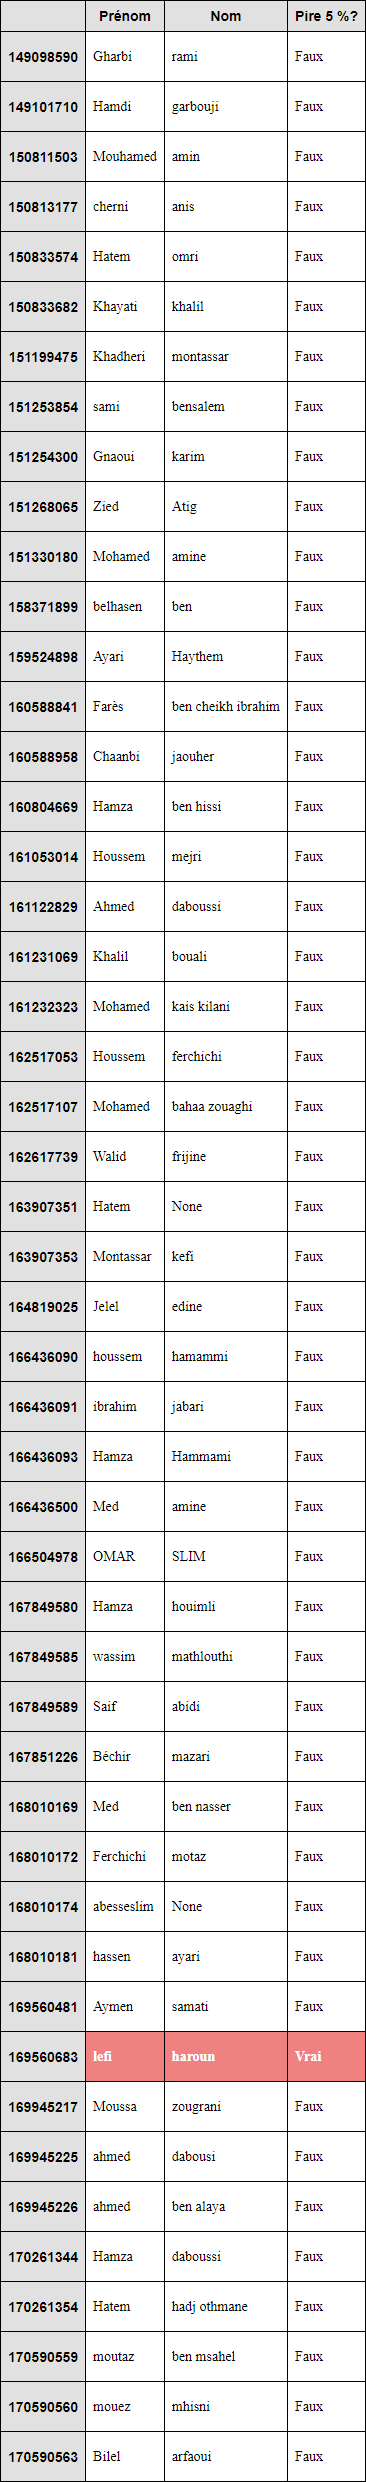 Prénom Nom Pire 5 %?
149098590 Gharbi rami Faux
149101710 Hamdi garbouji Faux
150811503 Mouhamed amin Faux
150813177 cherni anis Faux
150833574 Hatem omri Faux
150833682 Khayati khalil Faux
151199475 Khadheri montassar Faux
151253854 sami bensalem Faux
151254300 Gnaoui karim Faux
151268065 Zied Atig Faux
151330180 Mohamed amine Faux
158371899 belhasen ben Faux
159524898 Ayari Haythem Faux
160588841 Farès ben cheikh ibrahim Faux
160588958 Chaanbi jaouher Faux
160804669 Hamza ben hissi Faux
161053014 Houssem mejri Faux
161122829 Ahmed daboussi Faux
161231069 Khalil bouali Faux
161232323 Mohamed kais kilani Faux
162517053 Houssem ferchichi Faux
162517107 Mohamed bahaa zouaghi Faux
162617739 Walid frijine Faux
163907351 Hatem None Faux
163907353 Montassar kefi Faux
164819025 Jelel edine Faux
166436090 houssem hamammi Faux
166436091 ibrahim jabari Faux
166436093 Hamza Hammami Faux
166436500 Med amine Faux
166504978 OMAR SLIM Faux
167849580 Hamza houimli Faux
167849585 wassim mathlouthi Faux
167849589 Saif abidi Faux
167851226 Béchir mazari Faux
168010169 Med ben nasser Faux
168010172 Ferchichi motaz Faux
168010174 abesseslim None Faux
168010181 hassen ayari Faux
169560481 Aymen samati Faux
169560683 lefi haroun Vrai
169945217 Moussa zougrani Faux
169945225 ahmed dabousi Faux
169945226 ahmed ben alaya Faux
170261344 Hamza daboussi Faux
170261354 Hatem hadj othmane Faux
170590559 moutaz ben msahel Faux
170590560 mouez mhisni Faux
170590563 Bilel arfaoui Faux